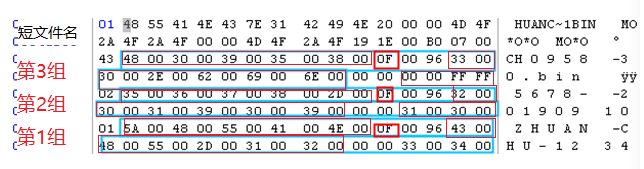 01 48 55 41 4E 43 7E 31 42 49 4E 20 00 00 4D 4F HUANC~1BIN MO
短文件名
2A 4F 2A 4F 00 00 4D 4F 2A 4F 19 1E 00 B0 07 00 *O*O MO*O °
43 48 00 30 00 39 00 35 00 38 00 0F 00 96 33 00 CH0958 -3
第3组
30 00 2E 00 62 00 69 00 6E 00 00 00 00 00 FF FF 0.bin ÿÿ
02 35 00 36 00 37 00 38 00 2D 00 0F 00 96 32 00 5678- -2
第2组
30 00 31 00 39 00 30 00 39 00 00 00 31 00 30 00 01909 10
01 5A 00 48 00 55 00 41 00 4E 00 0F 00 96 43 00 ZHUAN -C
第1组
48 00 55 00 2D 00 31 00 32 00 00 00 33 00 34 00 HU-12 34